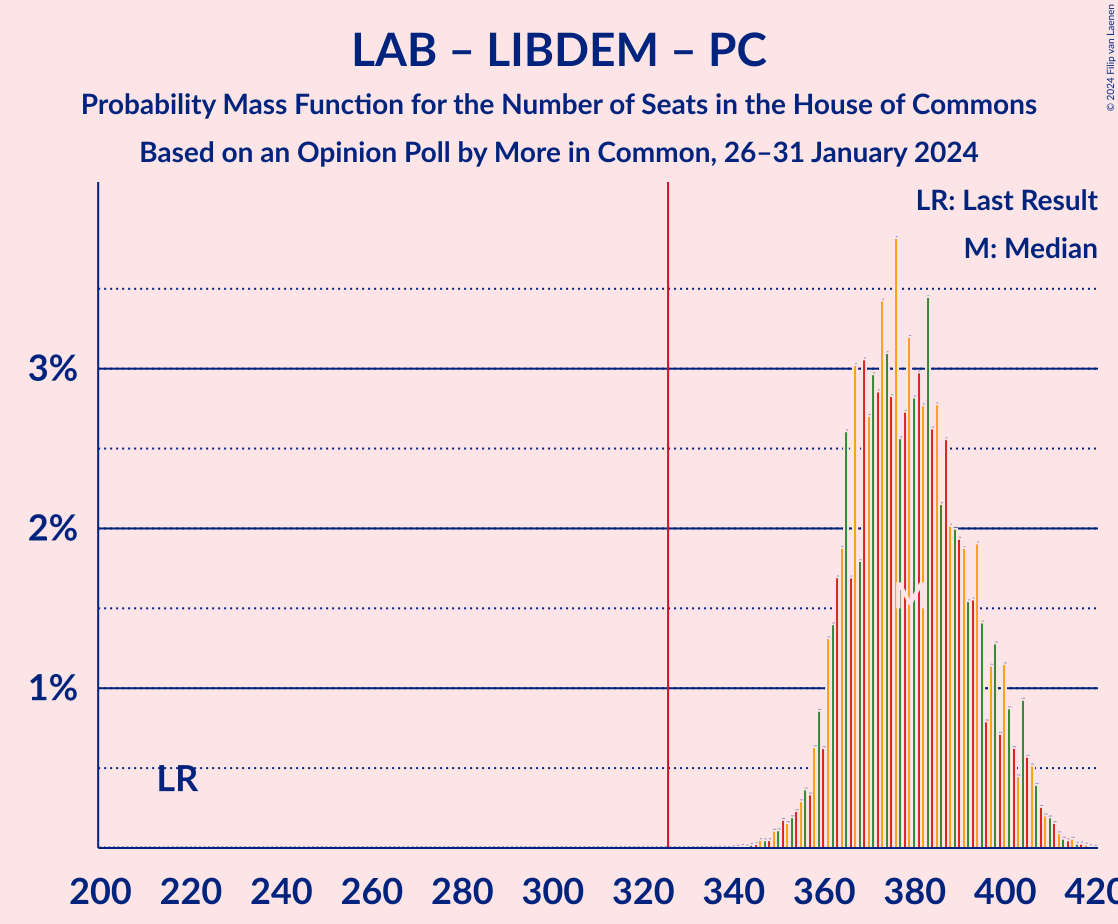 LAB – LIBDEM – PC
Probability Mass Function for the Number of Seats in the House of Commons
Based on an Opinion Poll by More in Common, 26–31 January 2024
© 2024 Filip van Laenen
LR: Last Result
M: Median
3%
2%
1%
M
LR
200 220 240 260 280 300 320 340 360 380 400 420